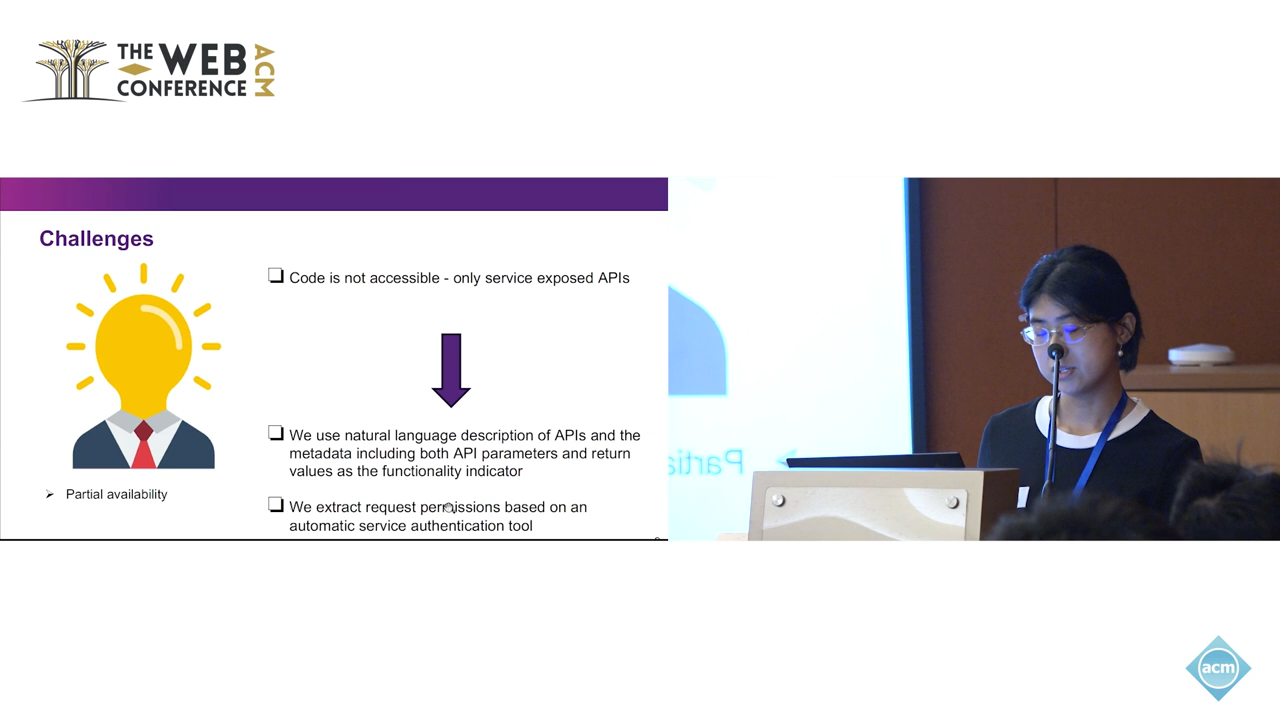 THE WEB
CONFERENCE
ACM
Challenges
Code is not accessible - only service exposed APIs
We use natural language description of APIs and the
metadata including both API parameters and return
values as the functionality indicator
Partial availability
We extract request permissions based on an
automatic service authentication tool
Partia
acm